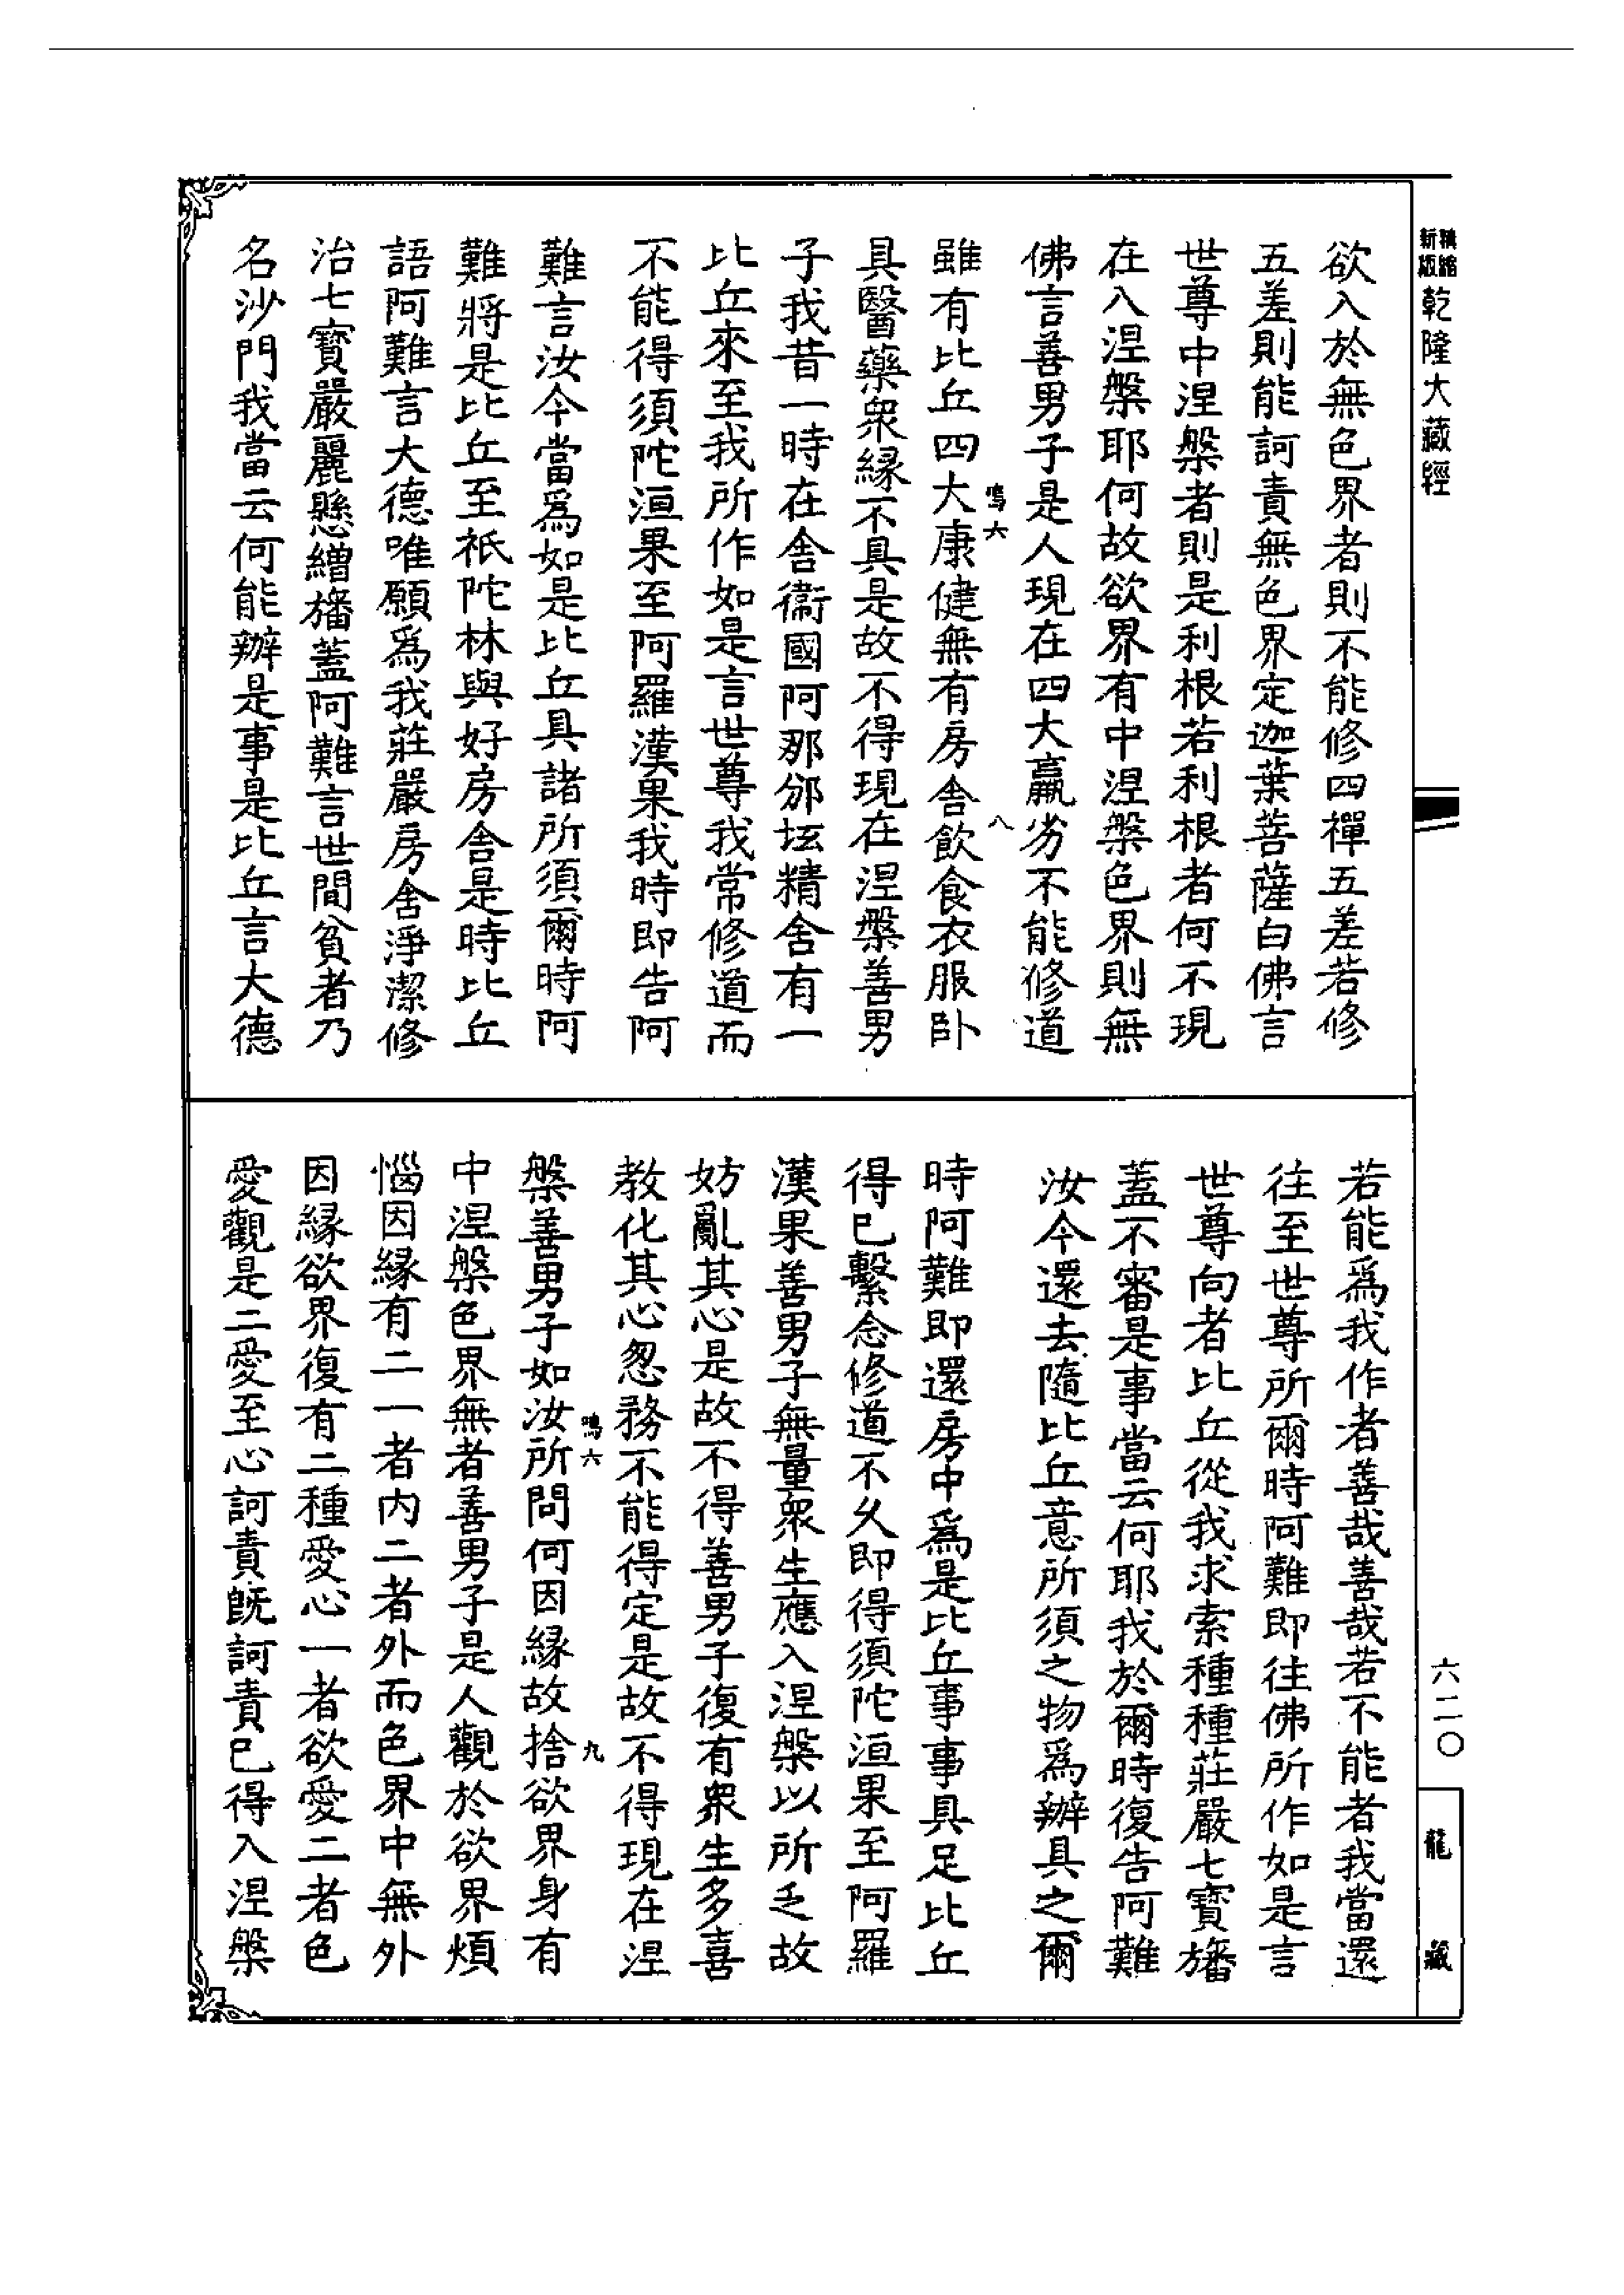 精縮新版乾隆大藏經
欲入於無色界者則不能修四禪五差若修
五差則能訶責無色界定迦葉菩薩白佛言
世尊中涅槃者則是利根若利根者何不現
在入涅槃耶何故欲界有中涅槃色界則無
佛言善男子是人現在四大羸劣不能修道
鳴六 八
雖有比丘四大康健無有房舍飲食衣服卧
具醫藥衆緣不具是故不得現在涅槃善男
子我昔一時在舍衞國阿那邠坻精舍有一
比丘來至我所作如是言世尊我常修道而
不能得須陀洹果至阿羅漢果我時即告阿
難言汝今當爲如是比丘具諸所須爾時阿
難將是比丘至祇陀林與好房舍是時比丘
語阿難言大德唯願爲我莊嚴房舍淨潔修
治七寶嚴麗懸繒旛蓋阿難言世間貧者乃
名沙門我當云何能辦是事是比丘言大德
若能爲我作者善哉善哉若不能者我當還
往至世尊所爾時阿難即往佛所作如是言
世尊向者比丘從我求索種種莊嚴七寶旛
蓋不審是事當云何耶我於爾時復告阿難
汝今還去隨比丘意所須之物爲辦具之爾
時阿難即還房中爲是比丘事事具足比丘
得已繫念修道不久即得須陀洹果至阿羅
漢果善男子無量衆生應入涅槃以所乏故
妨亂其心是故不得善男子復有衆生多喜
教化其心怱務不能得定是故不得現在涅
鳴六 九
槃善男子如汝所問何因緣故捨欲界身有
中涅槃色界無者善男子是人觀於欲界煩
惱因緣有二一者内二者外而色界中無外
因緣欲界復有二種愛心一者欲愛二者色
愛觀是二愛至心訶責既訶責已得入涅槃
六二〇
龍藏